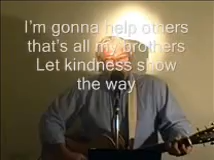 I'm gonna help others
that's all my brothers
Let kindness show
the way